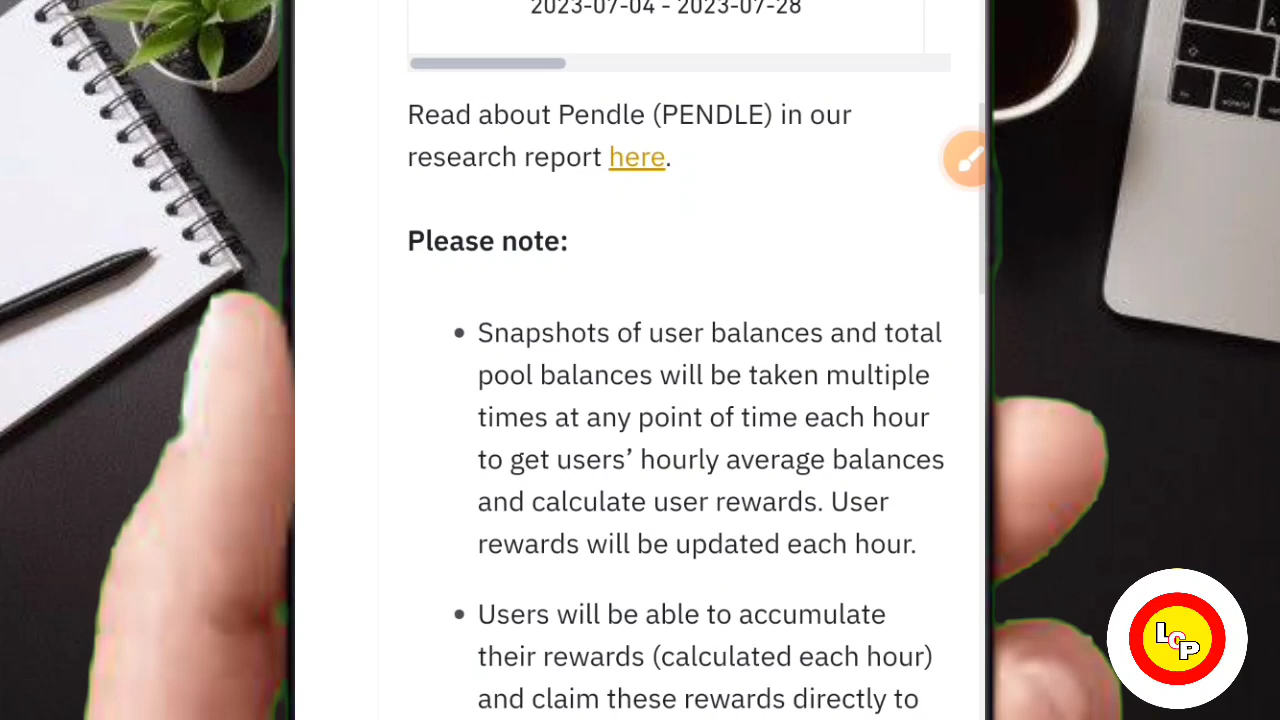 2023-07-04 - 2023-07-28
Read about Pendle (PENDLE) in our
research report here.
Please note:
• Snapshots of user balances and total
pool balances will be taken multiple
times at any point of time each hour
to get users’ hourly average balances
and calculate user rewards. User
rewards will be updated each hour.
• Users will be able to accumulate
their rewards (calculated each hour)
and claim these rewards directly to
LCP